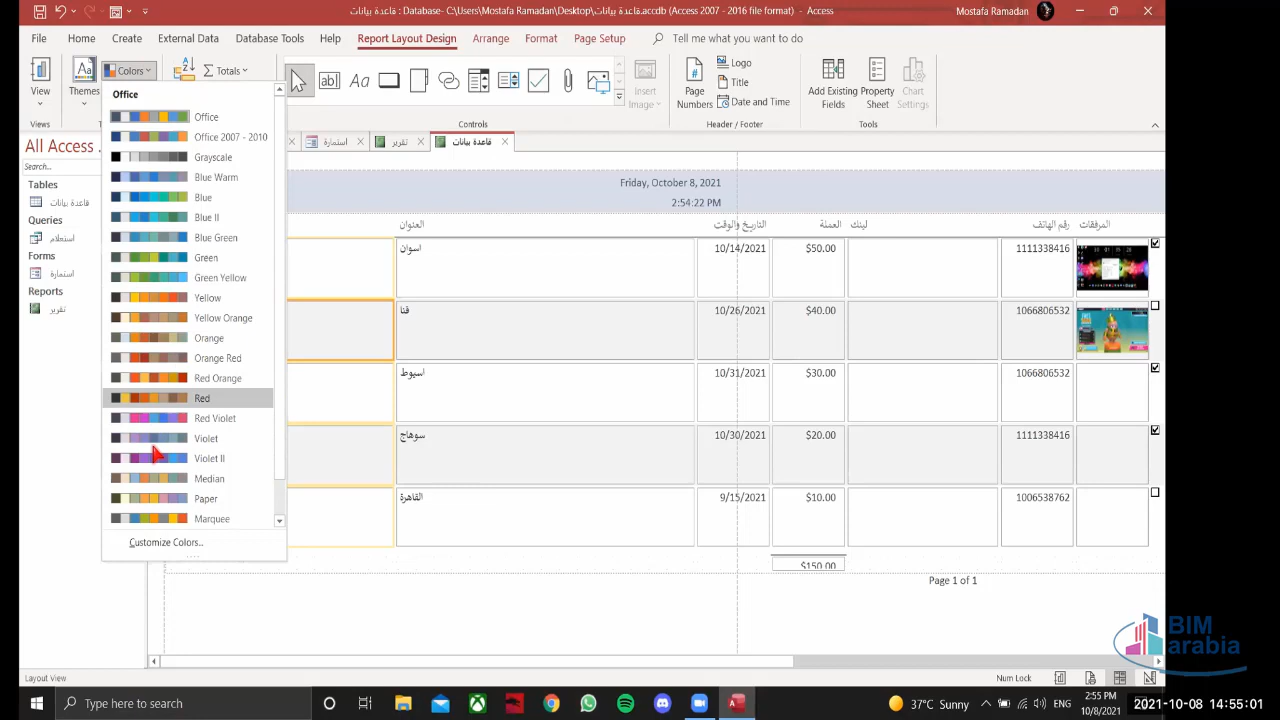 قاعدة بيانات : Database- C:\Users\Mostafa Ramadan\Desktop\قاعدة بيانات.accdb (Access 2007 - 2016 file format) - Access
Mostafa Ramadan
File Home Create External Data Database Tools Help Report Layout Design Arrange Format Page Setup Tell me what you want to do
View
Views
Themes
Colors
Totals
Controls
Insert Image
Page Numbers
Logo
Title
Date and Time
Header / Footer
Add Existing Fields
Property Sheet
Chart Settings
Tools
All Access
Search...
Tables
قاعدة بيانات
Queries
استعلام
Forms
استمارة
Reports
تقرير
Office
Office
Office 2007 - 2010
Grayscale
Blue Warm
Blue
Blue II
Blue Green
Green
Green Yellow
Yellow
Yellow Orange
Orange
Orange Red
Red Orange
Red
Red Violet
Violet
Violet II
Median
Paper
Marquee
Customize Colors...
استمارة تقرير قاعدة بيانات
Friday, October 8, 2021
2:54:22 PM
العنوان التاريخ والوقت العملة لينك رقم الهاتف المرفقات
اسوان 10/14/2021 $50.00 1111338416
قنا 10/26/2021 $40.00 1066806532
اسيوط 10/31/2021 $30.00 1066806532
سوهاج 10/30/2021 $20.00 1111338416
القاهرة 9/15/2021 $10.00 1006538762
$150.00
Page 1 of 1
BIM
arabia
Layout View
Num Lock
Type here to search
37°C Sunny
ENG
2:55 PM
10/8/2021
2021-10-08 14:55:01